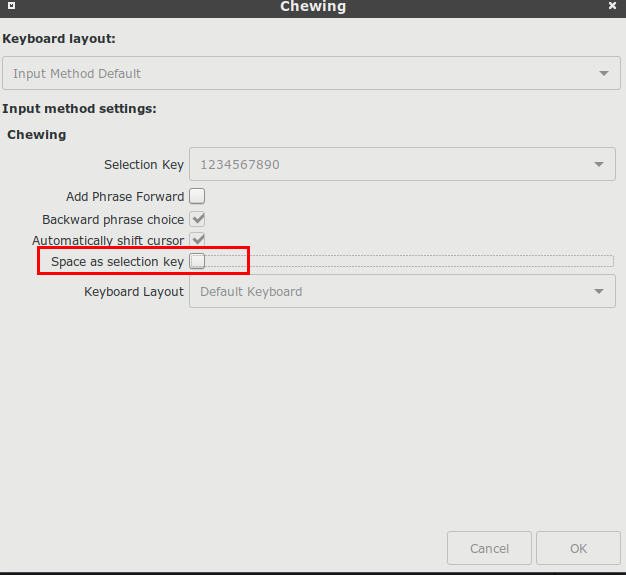 Chewing
Keyboard layout:
Input Method Default
Input method settings:
Chewing
Selection Key 1234567890
Add Phrase Forward
Backward phrase choice
Automatically shift cursor
Space as selection key
Keyboard Layout Default Keyboard
Cancel OK